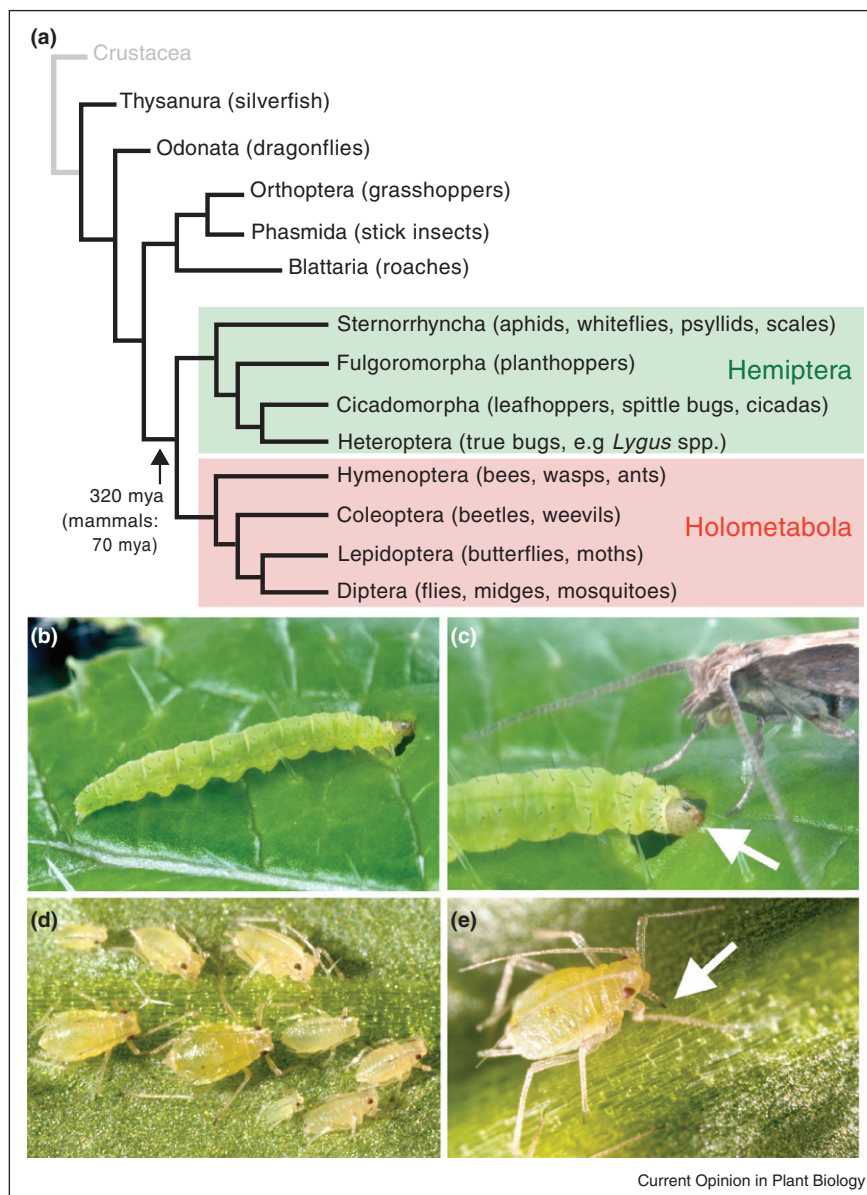 (a)
Crustacea
Thysanura (silverfish)
Odonata (dragonflies)
Orthoptera (grasshoppers)
Phasmida (stick insects)
Blattaria (roaches)
Sternorrhyncha (aphids, whiteflies, psyllids, scales)
Fulgoromorpha (planthoppers)
Hemiptera
Cicadomorpha (leafhoppers, spittle bugs, cicadas)
Heteroptera (true bugs, e.g Lygus spp.)
Hymenoptera (bees, wasps, ants)
320 mya
(mammals:
70 mya)
Coleoptera (beetles, weevils)
Holometabola
Lepidoptera (butterflies, moths)
Diptera (flies, midges, mosquitoes)
(b)
(c)
(d)
(e)
Current Opinion in Plant Biology